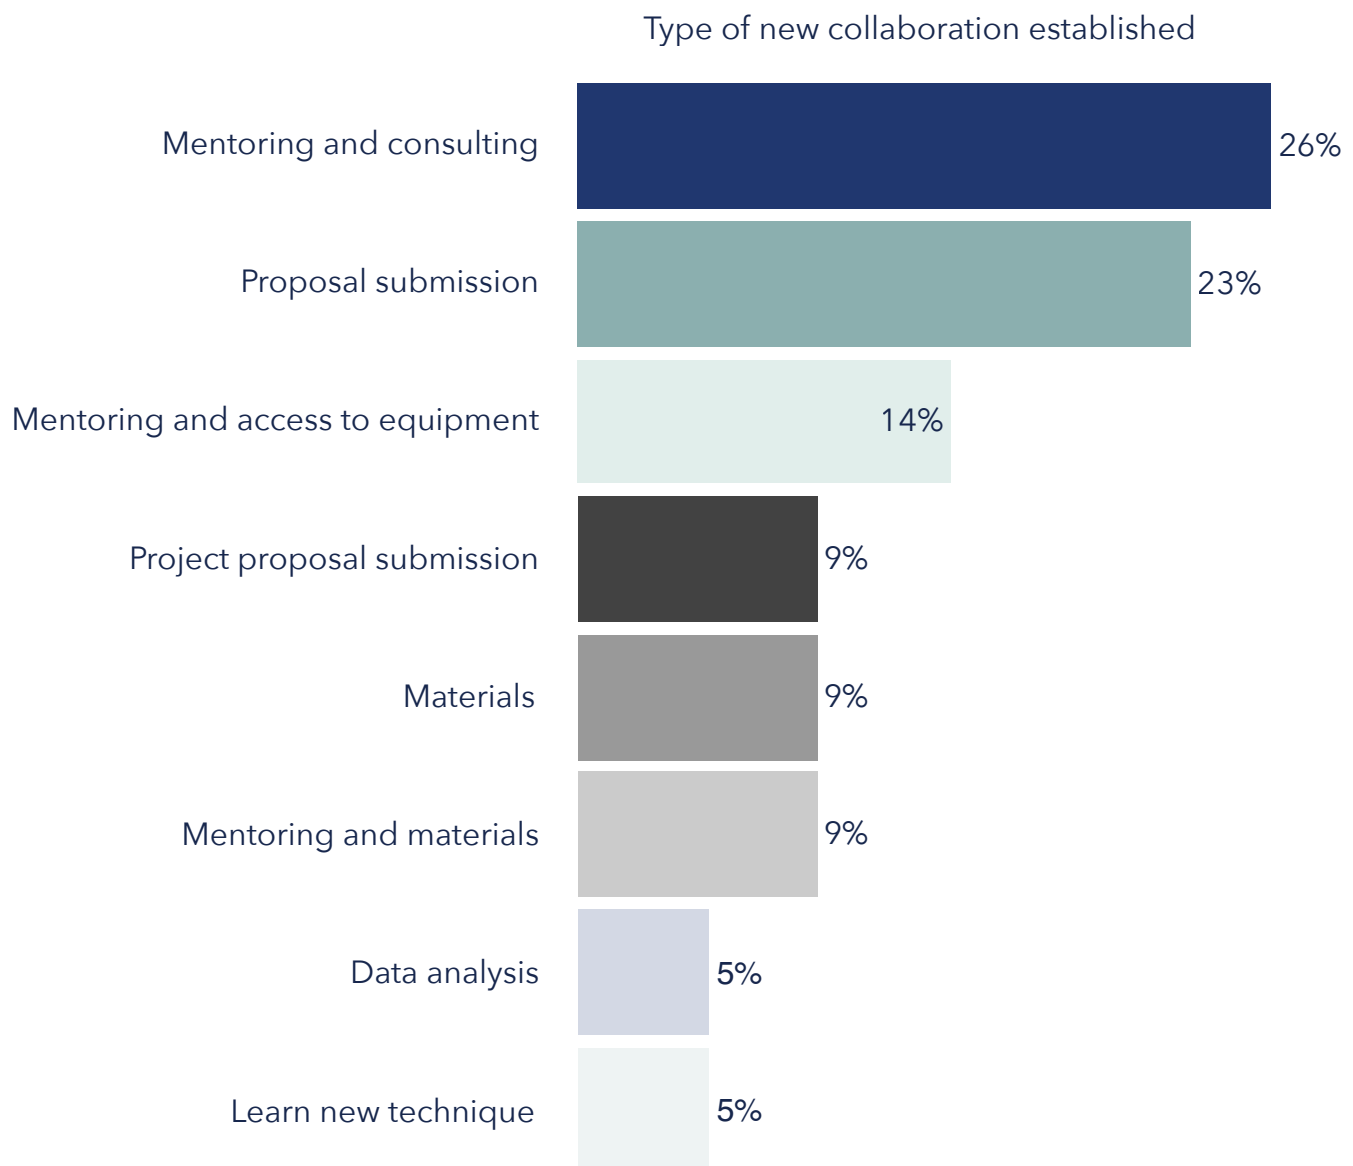 Type of new collaboration established
Mentoring and consulting 26%
Proposal submission 23%
Mentoring and access to equipment 14%
Project proposal submission 9%
Materials 9%
Mentoring and materials 9%
Data analysis 5%
Learn new technique 5%